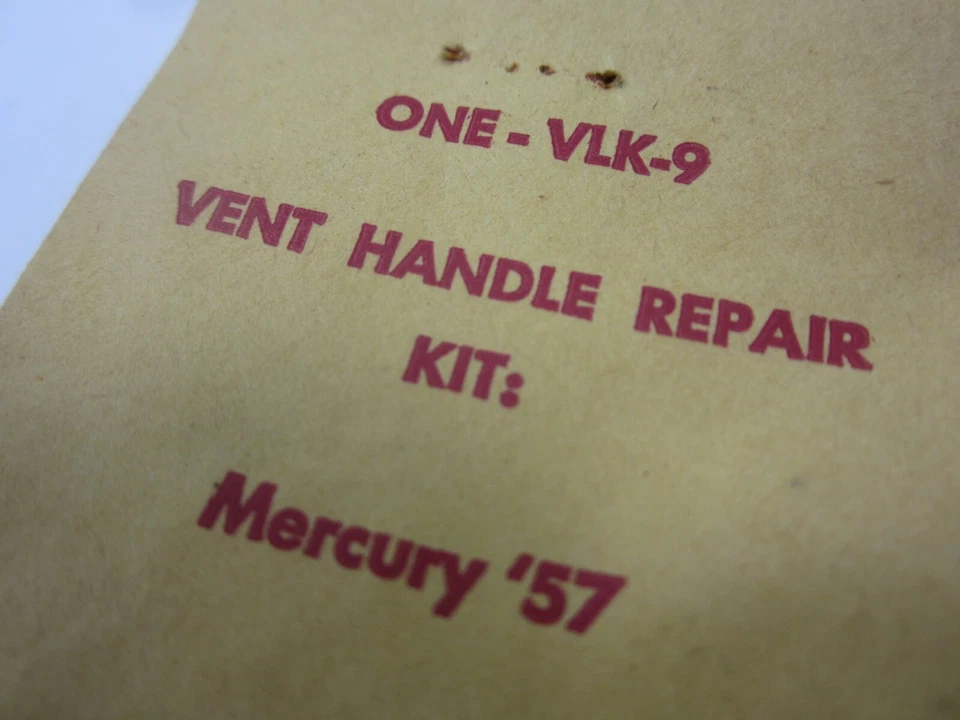 ONE - VLK-9
VENT HANDLE REPAIR
KIT:
Mercury '57